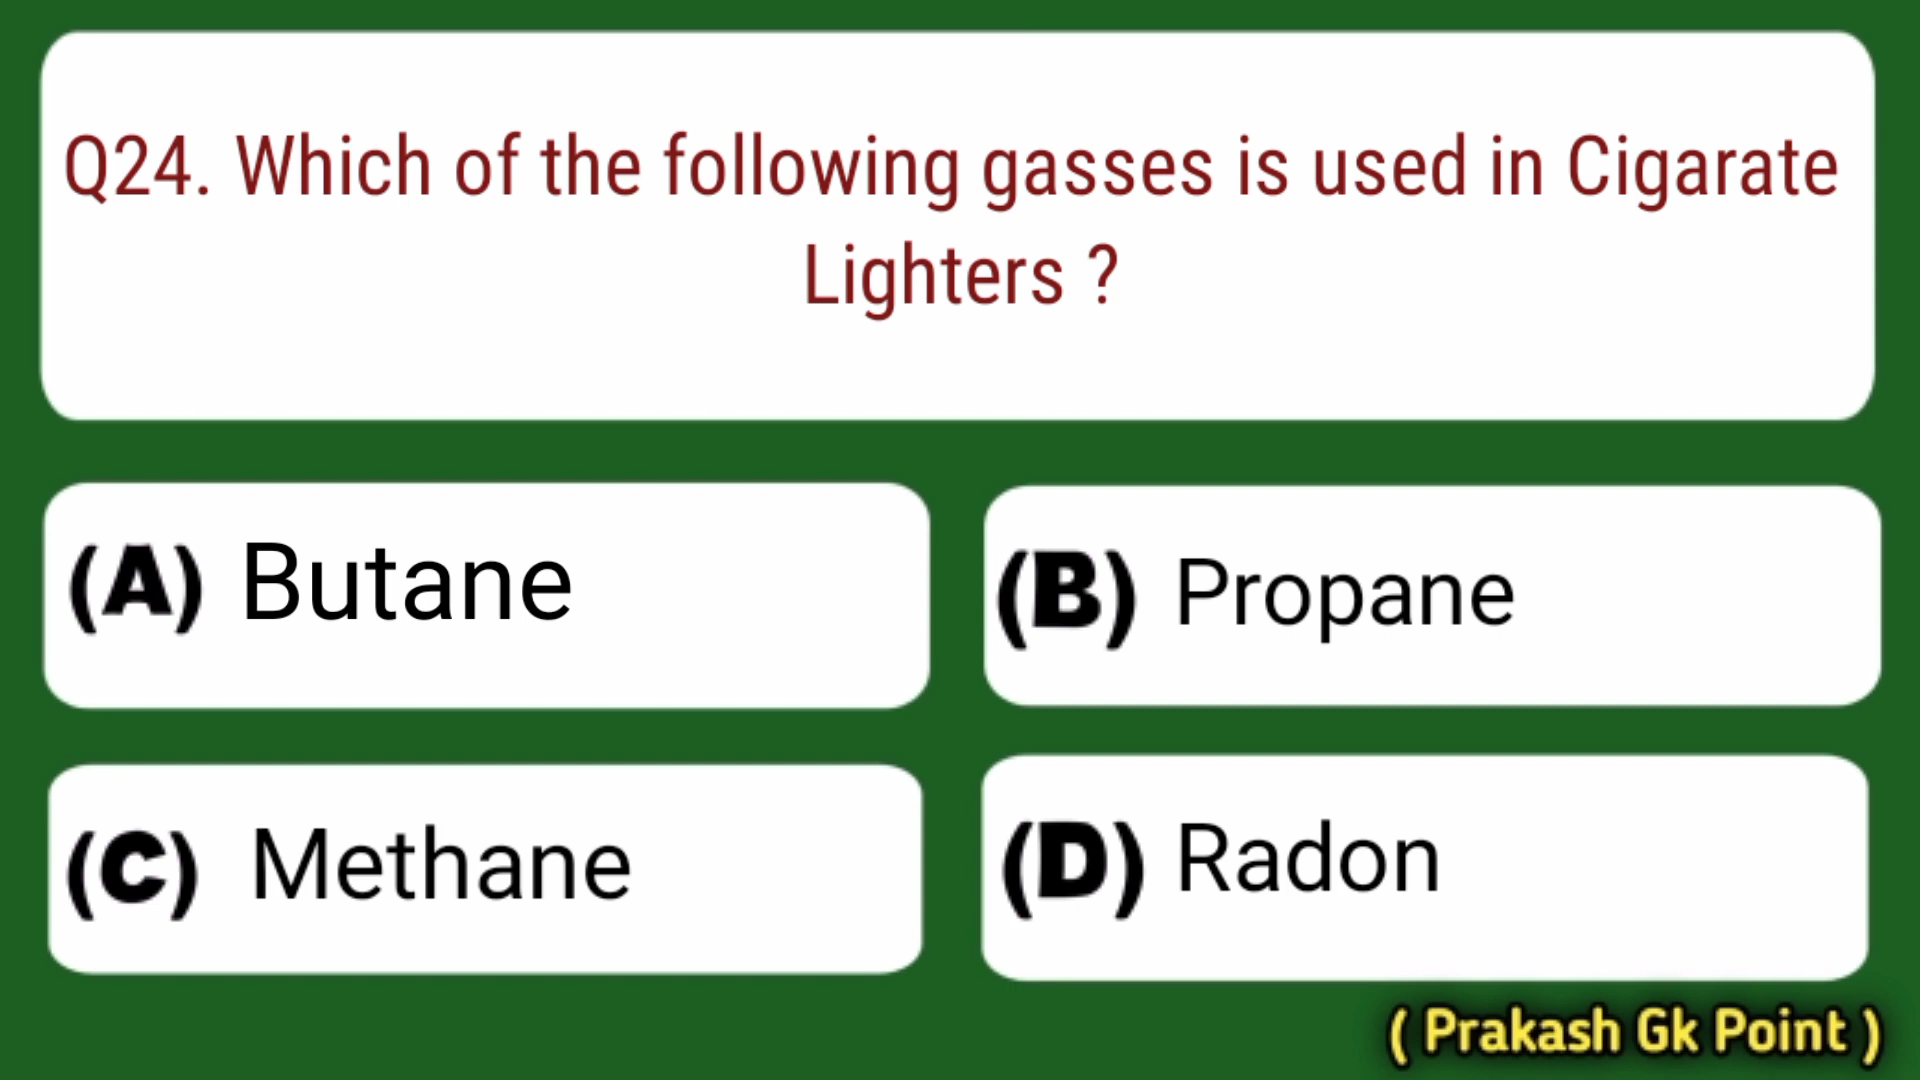 Q24. Which of the following gasses is used in Cigarate
Lighters ?
(A) Butane
(B) Propane
(C) Methane
(D) Radon
( Prakash Gk Point )